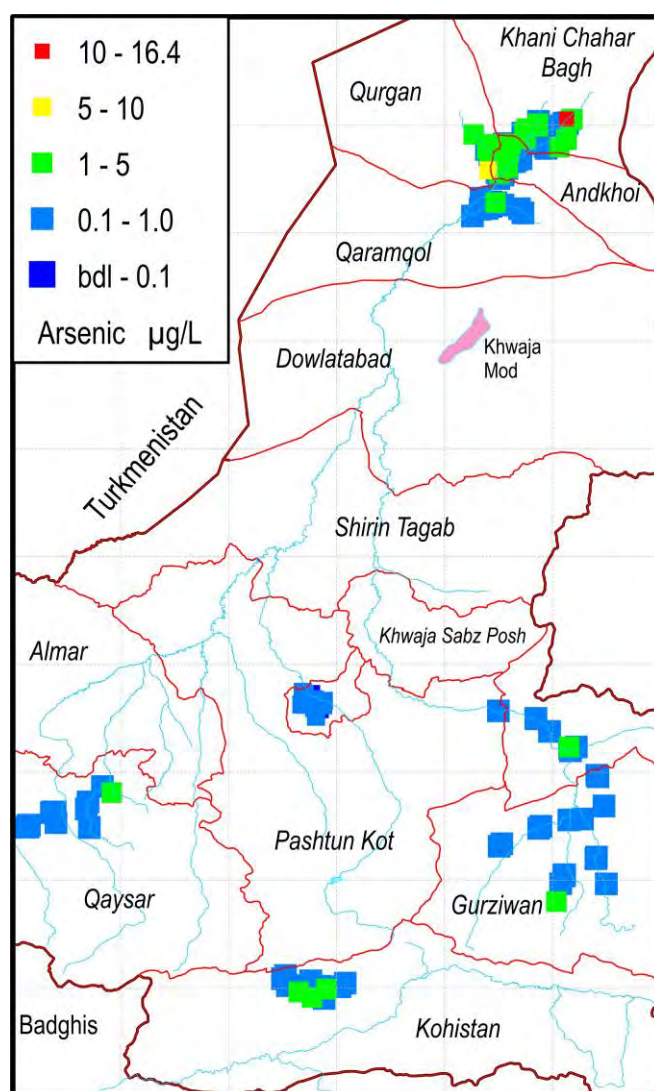 10 - 16.4
5 - 10
1 - 5
0.1 - 1.0
bdl - 0.1
Arsenic µg/L
Khani Chahar
Bagh
Qurgan
Andkhoi
Qaramqol
Dowlatabad
Khwaja
Mod
Turkmenistan
Shirin Tagab
Khwaja Sabz Posh
Almar
Pashtun Kot
Qaysar
Gurziwan
Badghis
Kohistan